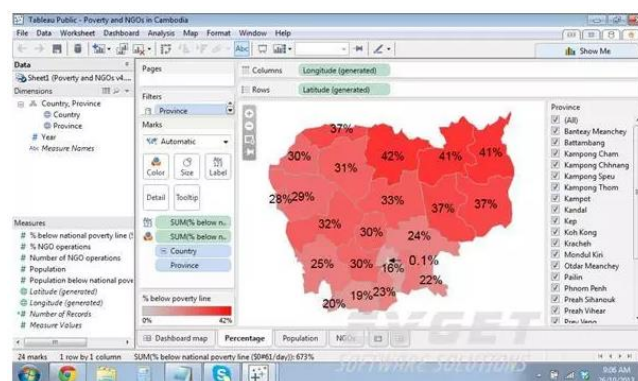 Tableau Public - Poverty and NGOs in Cambodia
File Data Worksheet Dashboard Analysis Map Format Window Help
Abc
Show Me
Data
Sheet1 (Poverty and NGOs v4....
Dimensions
Country, Province
Country
Province
Year
Abc Measure Names
Measures
% below national poverty line (
% NGO operations
Number of NGO operations
Population
Population below national pove
Latitude (generated)
Longitude (generated)
Number of Records
Measure Values
Pages
Filters
Province
Marks
Automatic
Color Size Label
Detail Tooltip
SUM(% below n..
SUM(% below n..
Country
Province
% below poverty line
0% 42%
Columns Longitude (generated)
Rows Latitude (generated)
37%
30% 31% 42% 41% 41%
28% 29% 33% 37% 37%
32% 30% 24%
25% 30% 16% 0.1%
22%
20% 19% 23%
Province
(All)
Banteay Meanchey
Battambang
Kampong Cham
Kampong Chhnang
Kampong Speu
Kampong Thom
Kampot
Kandal
Kep
Koh Kong
Kracheh
Mondul Kiri
Otdar Meanchey
Pailin
Phnom Penh
Preah Sihanouk
Preah Vihear
Prey Veng
Dashboard map Percentage Population NGOs
24 marks 1 row by 1 column SUM(% below national poverty line ($0#61/day)): 673%
SOFTWARE SOLUTIONS
9:06 AM